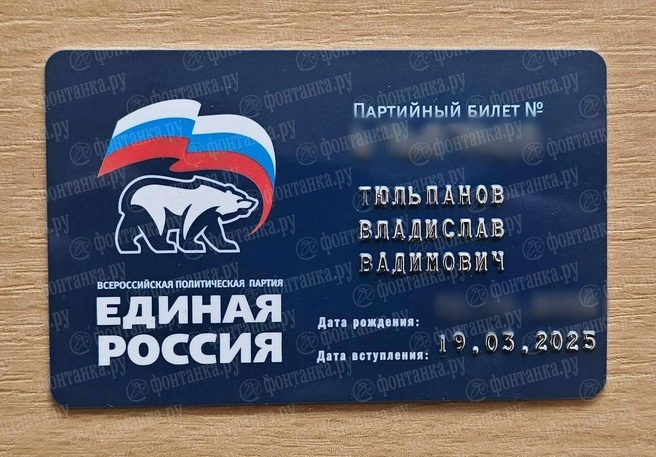 ПАРТИЙНЫЙ БИЛЕТ №
ТЮЛЬПАНОВ
ВЛАДИСЛАВ
ВАДИМОВИЧ
ВСЕРОССИЙСКАЯ ПОЛИТИЧЕСКАЯ ПАРТИЯ
ЕДИНАЯ
РОССИЯ
Дата рождения:
Дата вступления: 19,03,2025
фонтанка.ру